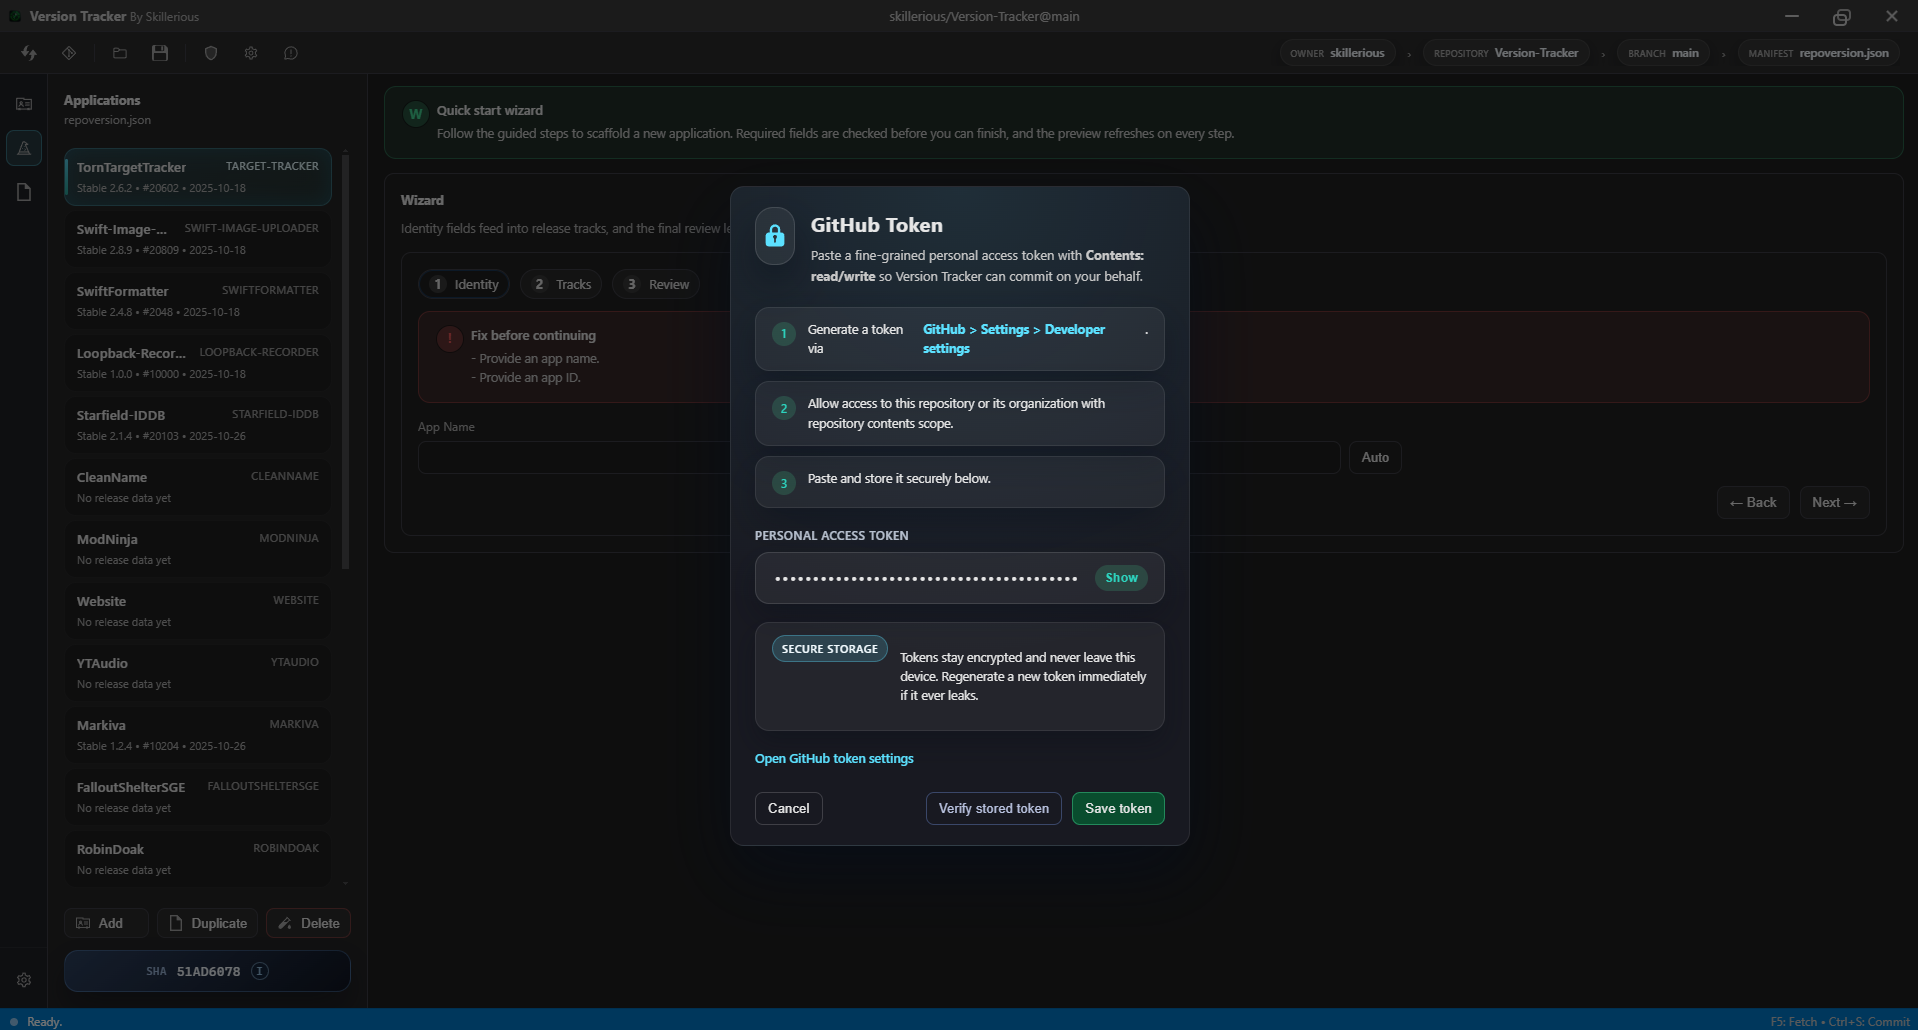 Version Tracker By Skillerious
skillerious/Version-Tracker@main
OWNER skillerious › REPOSITORY Version-Tracker › BRANCH main › MANIFEST repoversion.json
Applications
repoversion.json
TornTargetTracker TARGET-TRACKER
Stable 2.6.2 • #20602 • 2025-10-18
Swift-Image-... SWIFT-IMAGE-UPLOADER
Stable 2.8.9 • #20809 • 2025-10-18
SwiftFormatter SWIFTFORMATTER
Stable 2.4.8 • #2048 • 2025-10-18
Loopback-Recor... LOOPBACK-RECORDER
Stable 1.0.0 • #10000 • 2025-10-18
Starfield-IDDB STARFIELD-IDDB
Stable 2.1.4 • #20103 • 2025-10-26
CleanName CLEANNAME
No release data yet
ModNinja MODNINJA
No release data yet
Website WEBSITE
No release data yet
YTAudio YTAUDIO
No release data yet
Markiva MARKIVA
Stable 1.2.4 • #10204 • 2025-10-26
FalloutShelterSGE FALLOUTSHELTERSGE
No release data yet
RobinDoak ROBINDOAK
No release data yet
Add Duplicate Delete
SHA 51AD6078 I
W Quick start wizard
Follow the guided steps to scaffold a new application. Required fields are checked before you can finish, and the preview refreshes on every step.
Wizard
Identity fields feed into release tracks, and the final review le
1 Identity 2 Tracks 3 Review
! Fix before continuing
- Provide an app name.
- Provide an app ID.
App Name
Auto
← Back Next →
GitHub Token
Paste a fine-grained personal access token with Contents:
read/write so Version Tracker can commit on your behalf.
1 Generate a token GitHub > Settings > Developer .
via settings
2 Allow access to this repository or its organization with
repository contents scope.
3 Paste and store it securely below.
PERSONAL ACCESS TOKEN
•••••••••••••••••••••••••••••••••••••••• Show
SECURE STORAGE
Tokens stay encrypted and never leave this
device. Regenerate a new token immediately
if it ever leaks.
Open GitHub token settings
Cancel Verify stored token Save token
Ready.
F5: Fetch • Ctrl+S: Commit